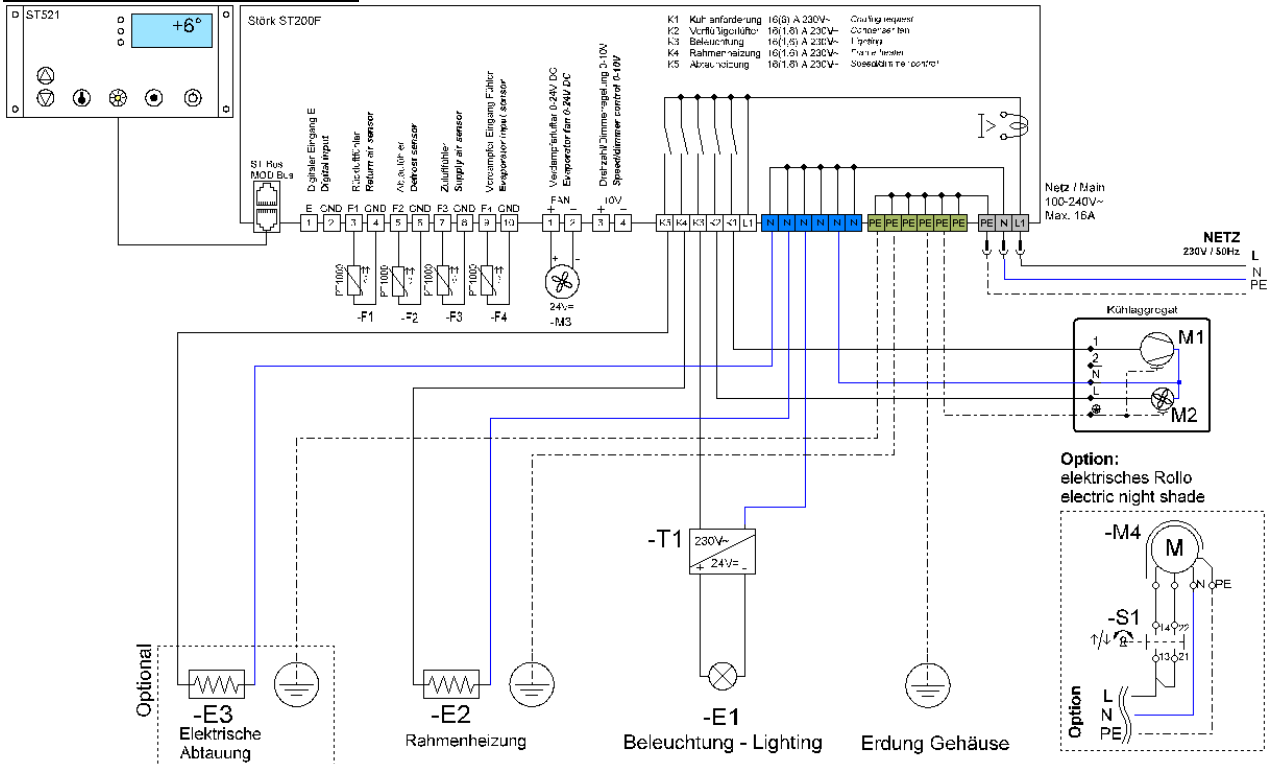 ST521
+6°
Störk ST200F
K1 Kühlanforderung 16(6) A 230V~ Cooling request
K2 Verflüßigerlüfter 16(1,6) A 230V~ Condenser fan
K3 Beleuchtung 16(1,6) A 230V~ Lighting
K4 Rahmenheizung 16(1,6) A 230V~ Frame heater
K5 Abtauheizung 16(1,6) A 230V~ Speed/dimmer control
ST Bus
MOD Bus
Digitaler Eingang E
Digital input
Rückluftfühler
Return air sensor
Abtaufühler
Defrost sensor
Zuluftfühler
Supply air sensor
Verdampfer Eingang Fühler
Evaporator input sensor
Verdampferlüfter 0-24V DC
Evaporator fan 0-24V DC
Drehzahl/Dimmerregelung 0-10V
Speed/dimmer control 0-10V
E GND F1 GND F2 GND F3 GND F4 GND
FAN
+ -
10V
+ -
1 2 3 4 5 6 7 8 9 10
1 2
3 4
K5 K4 K3 K2 K1 L1
N N N N N N
PE PE PE PE PE PE
PE N L1
Netz / Main
100-240V~
Max. 16A
NETZ
230V / 50Hz
L
N
PE
PT1000
PT1000
PT1000
PT1000
-F1
-F2
-F3
-F4
+ -
24V=
-M3
Kühlaggregat
1
2
N
L
M1
M2
-T1
230V~
24V=
+ -
Option:
elektrisches Rollo
electric night shade
-M4
M
N
PE
-S1
14 22
13 21
Option
L
N
PE
Optional
-E3
Elektrische
Abtauung
-E2
Rahmenheizung
-E1
Beleuchtung - Lighting
Erdung Gehäuse